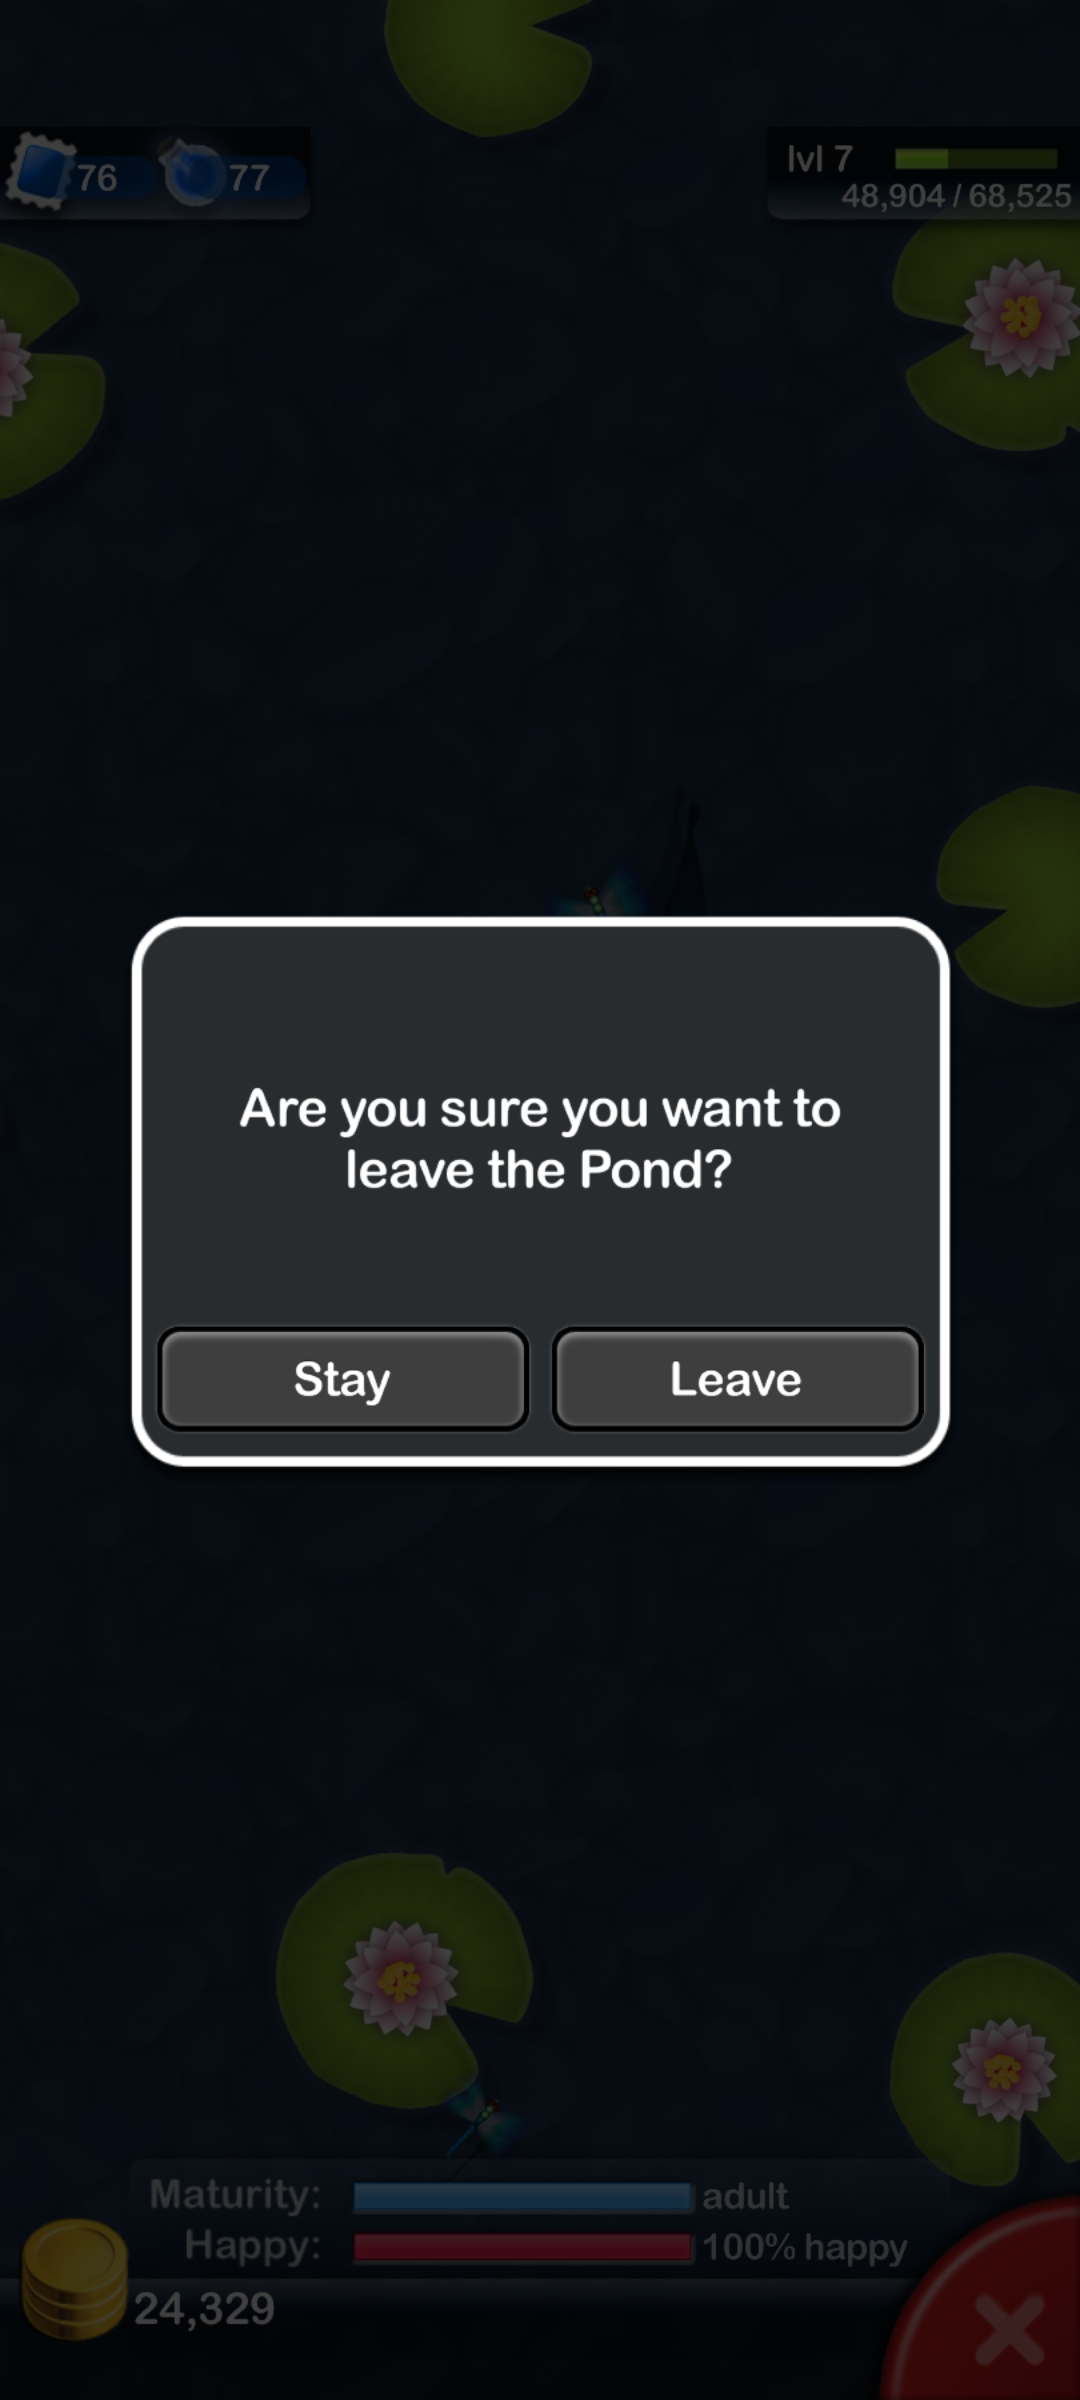 76 77
lvl 7
48,904 / 68,525
Are you sure you want to
leave the Pond?
Stay Leave
Maturity: adult
Happy: 100% happy
24,329